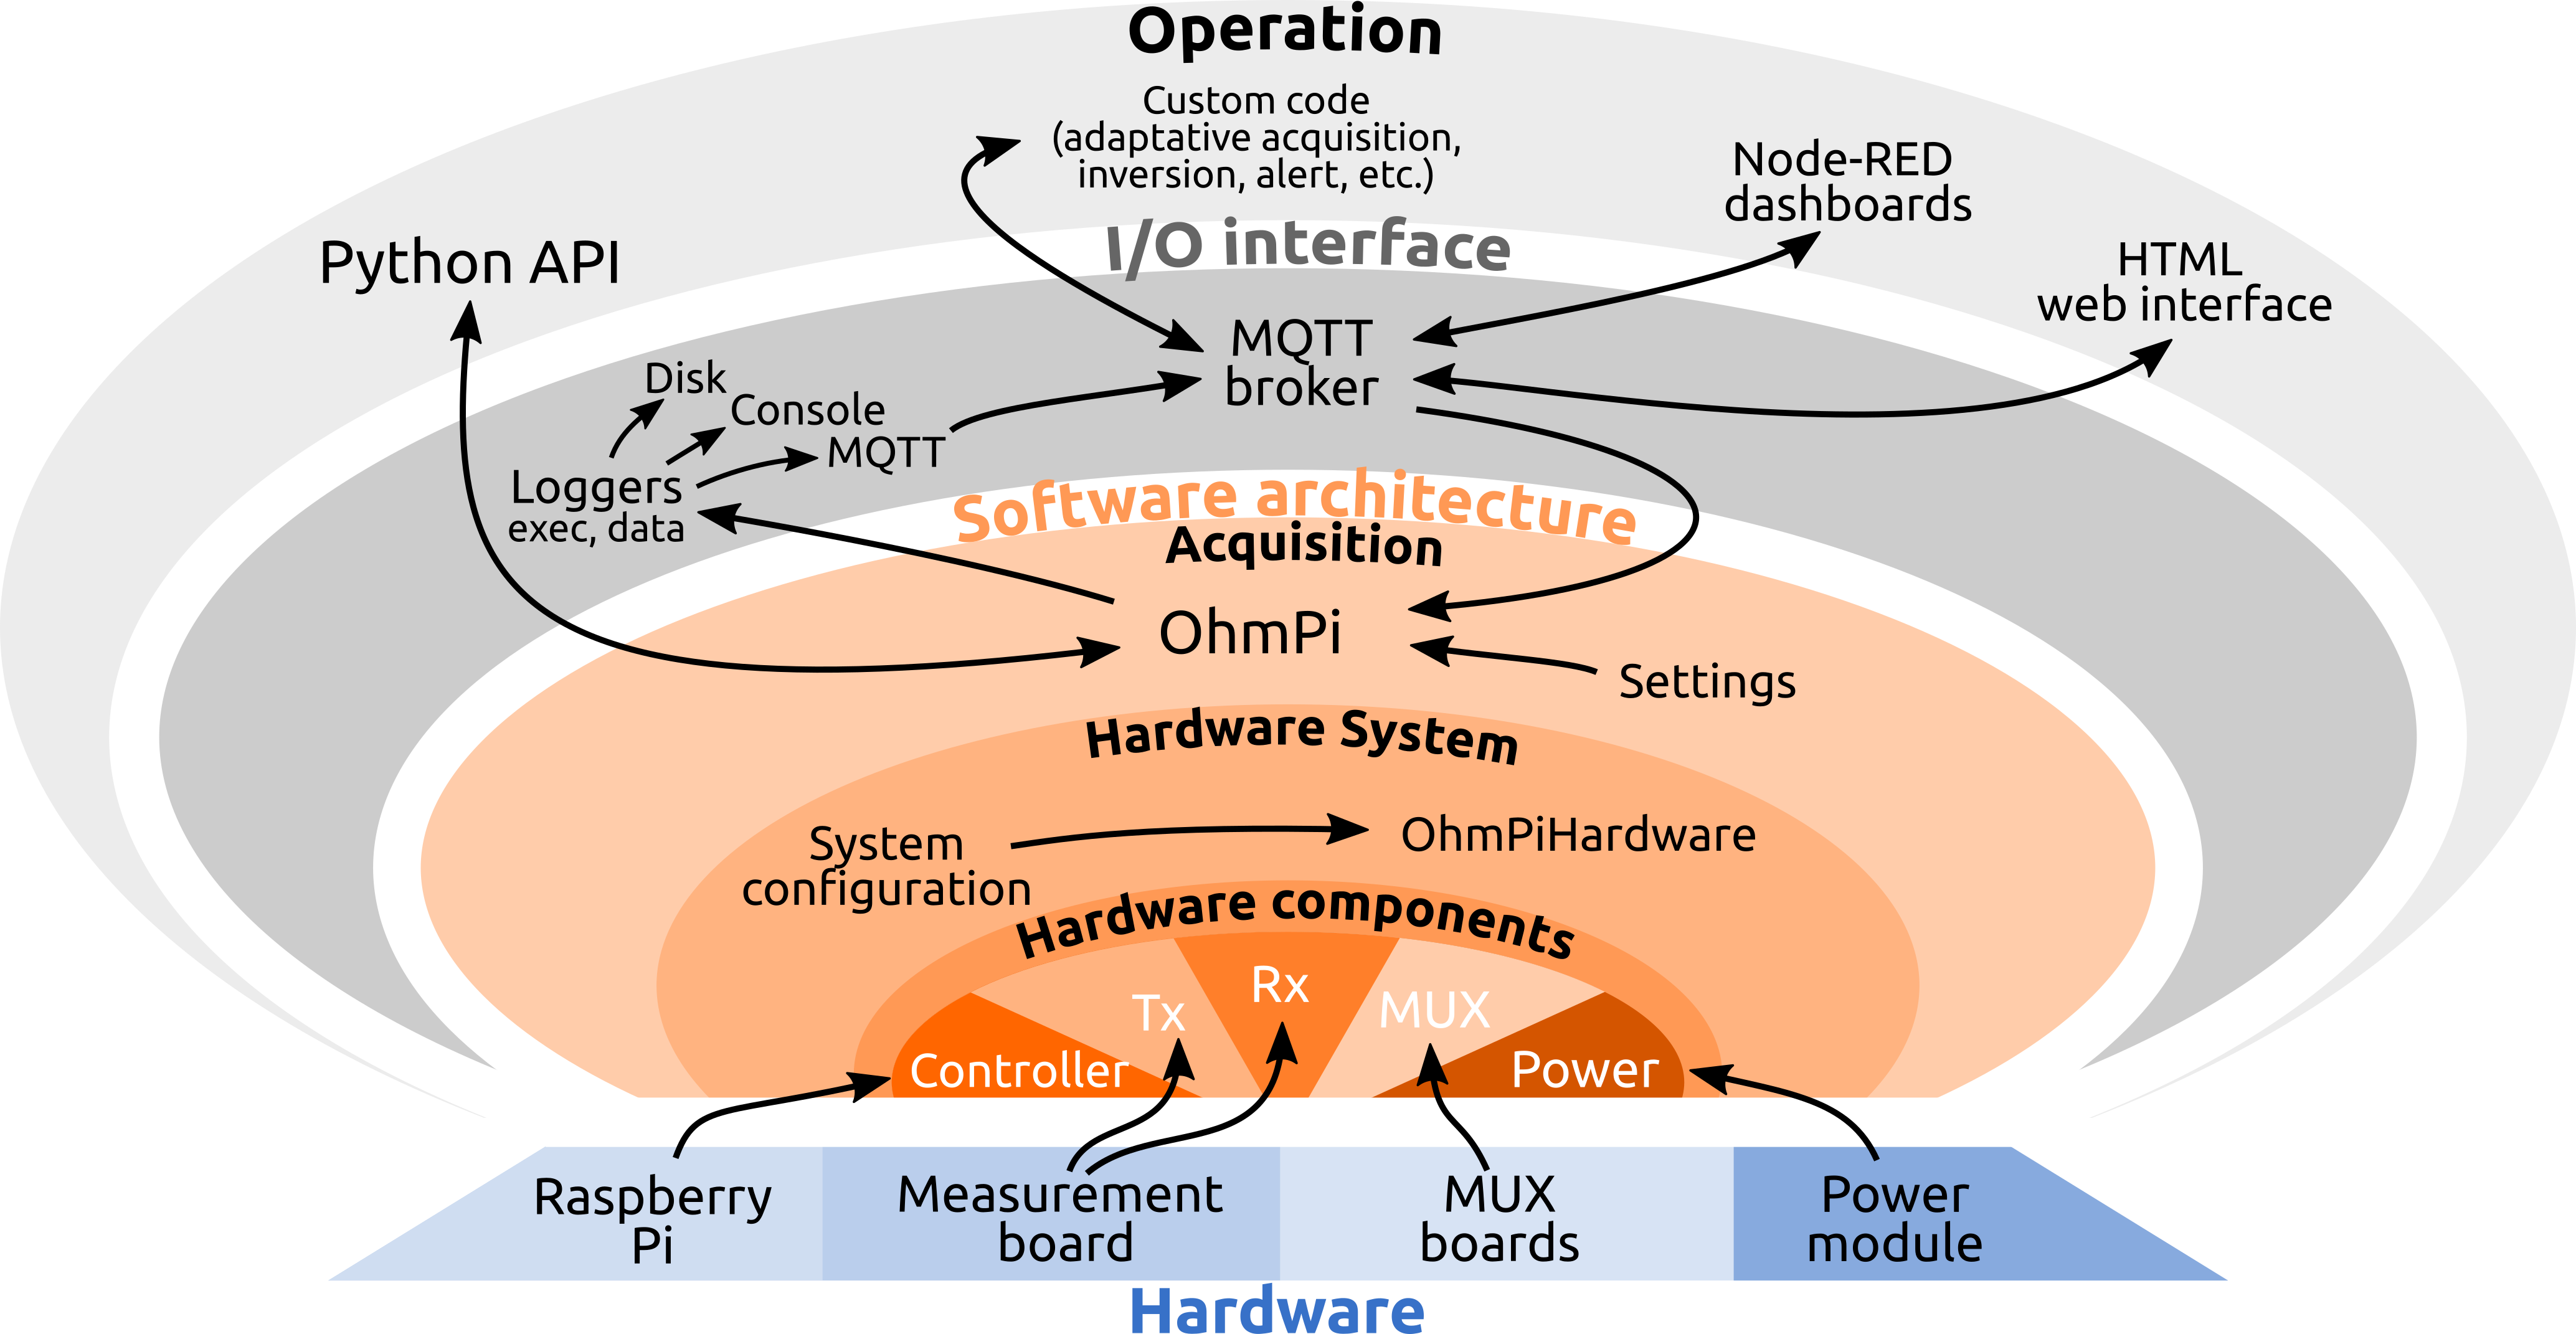 Operation
Custom code
(adaptative acquisition,
inversion, alert, etc.)
Node-RED
dashboards
I/O interface
Python API
HTML
web interface
MQTT
broker
Disk
Console
MQTT
Loggers
exec, data
Software architecture
Acquisition
OhmPi
Settings
Hardware System
System
configuration
OhmPiHardware
Hardware components
Controller
Tx
Rx
MUX
Power
Raspberry
Pi
Measurement
board
MUX
boards
Power
module
Hardware